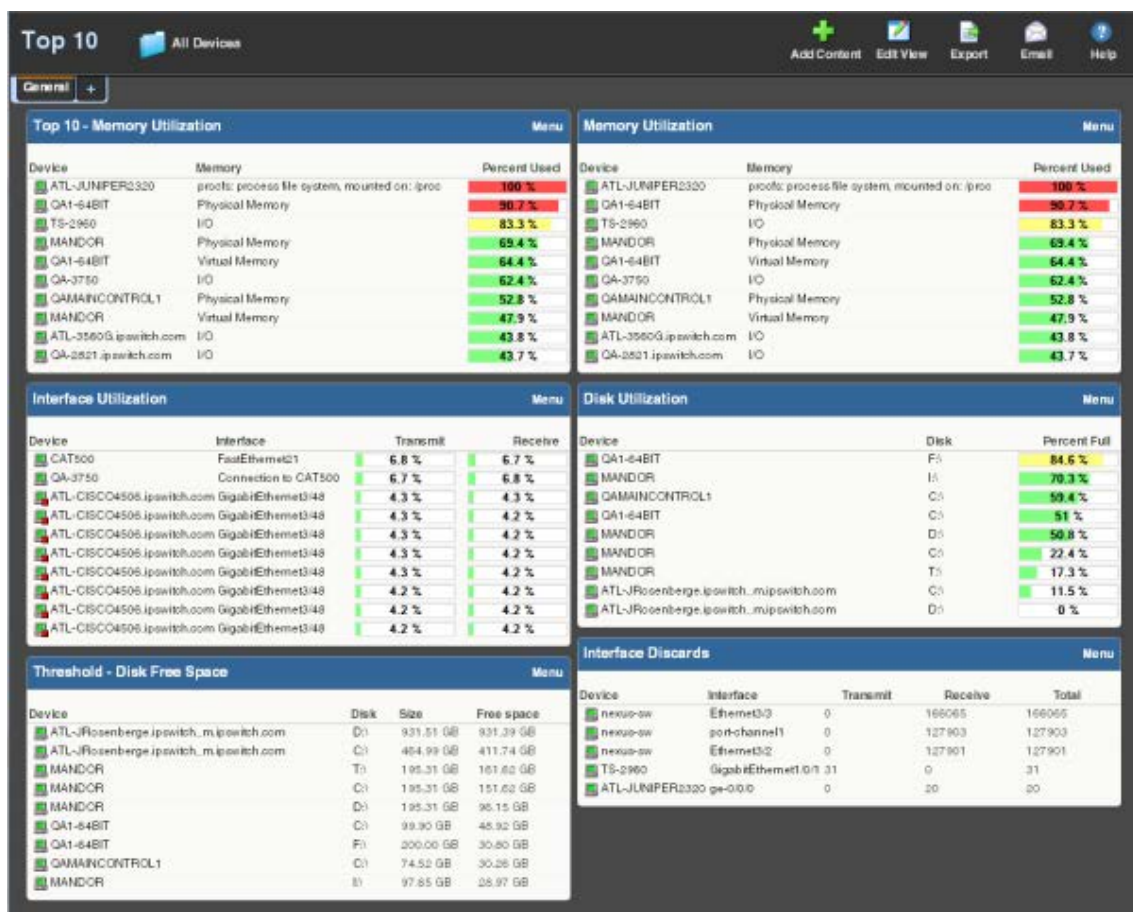 Top 10
All Devices
Add Content Edit View Export Email Help
General +
Top 10 - Memory Utilization Menu
Device Memory Percent Used
ATL-JUNIPER2320 procfs: process file system, mounted on: /proc 100 %
QA1-64BIT Physical Memory 90.7 %
TS-2960 I/O 83.3 %
MANDOR Physical Memory 69.4 %
QA1-64BIT Virtual Memory 64.4 %
QA-3750 I/O 62.4 %
QAMAINCONTROL1 Physical Memory 52.8 %
MANDOR Virtual Memory 47.9 %
ATL-3560G.ipswitch.com I/O 43.8 %
QA-2821.ipswitch.com I/O 43.7 %
Memory Utilization Menu
Device Memory Percent Used
ATL-JUNIPER2320 procfs: process file system, mounted on: /proc 100 %
QA1-64BIT Physical Memory 90.7 %
TS-2960 I/O 83.3 %
MANDOR Physical Memory 69.4 %
QA1-64BIT Virtual Memory 64.4 %
QA-3750 I/O 62.4 %
QAMAINCONTROL1 Physical Memory 52.8 %
MANDOR Virtual Memory 47.9 %
ATL-3560G.ipswitch.com I/O 43.8 %
QA-2821.ipswitch.com I/O 43.7 %
Interface Utilization Menu
Device Interface Transmit Receive
CAT500 FastEthernet21 6.8 % 6.7 %
QA-3750 Connection to CAT500 6.7 % 6.8 %
ATL-CISCO4506.ipswitch.com GigabitEthernet3/48 4.3 % 4.3 %
ATL-CISCO4506.ipswitch.com GigabitEthernet3/48 4.3 % 4.2 %
ATL-CISCO4506.ipswitch.com GigabitEthernet3/48 4.3 % 4.2 %
ATL-CISCO4506.ipswitch.com GigabitEthernet3/48 4.3 % 4.2 %
ATL-CISCO4506.ipswitch.com GigabitEthernet3/48 4.3 % 4.2 %
ATL-CISCO4506.ipswitch.com GigabitEthernet3/48 4.2 % 4.2 %
ATL-CISCO4506.ipswitch.com GigabitEthernet3/48 4.2 % 4.2 %
ATL-CISCO4506.ipswitch.com GigabitEthernet3/48 4.2 % 4.2 %
Disk Utilization Menu
Device Disk Percent Full
QA1-64BIT F:\ 84.6 %
MANDOR I:\ 70.3 %
QAMAINCONTROL1 C:\ 59.4 %
QA1-64BIT C:\ 51 %
MANDOR D:\ 50.8 %
MANDOR C:\ 22.4 %
MANDOR T:\ 17.3 %
ATL-JRosenberge.ipswitch_m.ipswitch.com C:\ 11.5 %
ATL-JRosenberge.ipswitch_m.ipswitch.com D:\ 0 %
Threshold - Disk Free Space Menu
Device Disk Size Free space
ATL-JRosenberge.ipswitch_m.ipswitch.com D:\ 931.51 GB 931.39 GB
ATL-JRosenberge.ipswitch_m.ipswitch.com C:\ 464.99 GB 411.74 GB
MANDOR T:\ 195.31 GB 161.62 GB
MANDOR C:\ 195.31 GB 151.62 GB
MANDOR D:\ 195.31 GB 96.15 GB
QA1-64BIT C:\ 99.90 GB 48.92 GB
QA1-64BIT F:\ 200.00 GB 30.80 GB
QAMAINCONTROL1 C:\ 74.52 GB 30.26 GB
MANDOR I:\ 97.65 GB 28.97 GB
Interface Discards Menu
Device Interface Transmit Receive Total
nexus-sw Ethernet3/3 0 166065 166065
nexus-sw port-channel1 0 127903 127903
nexus-sw Ethernet3/2 0 127901 127901
TS-2960 GigabitEthernet1/0/1 31 0 31
ATL-JUNIPER2320 ge-0/0/0 0 20 20